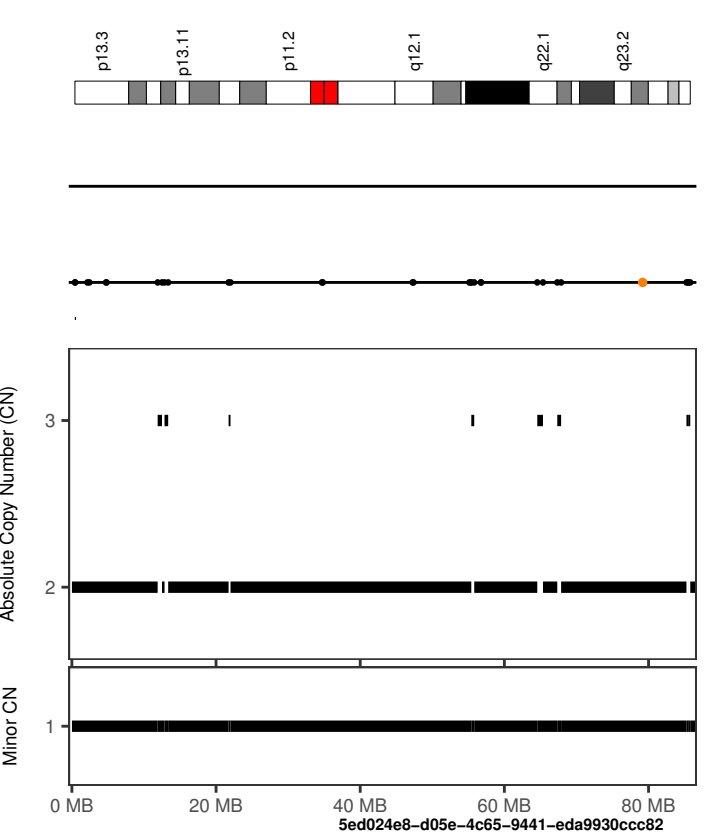 p13.3
p13.11
p11.2
q12.1
q22.1
q23.2
Absolute Copy Number (CN)
3
2
Minor CN
1
0 MB
20 MB
40 MB
60 MB
80 MB
5ed024e8−d05e−4c65−9441−eda9930ccc82